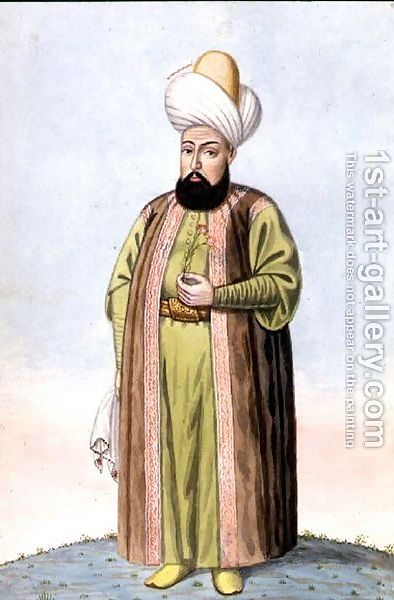 1st-art-gallery.com
This watermark does not appear on the painting